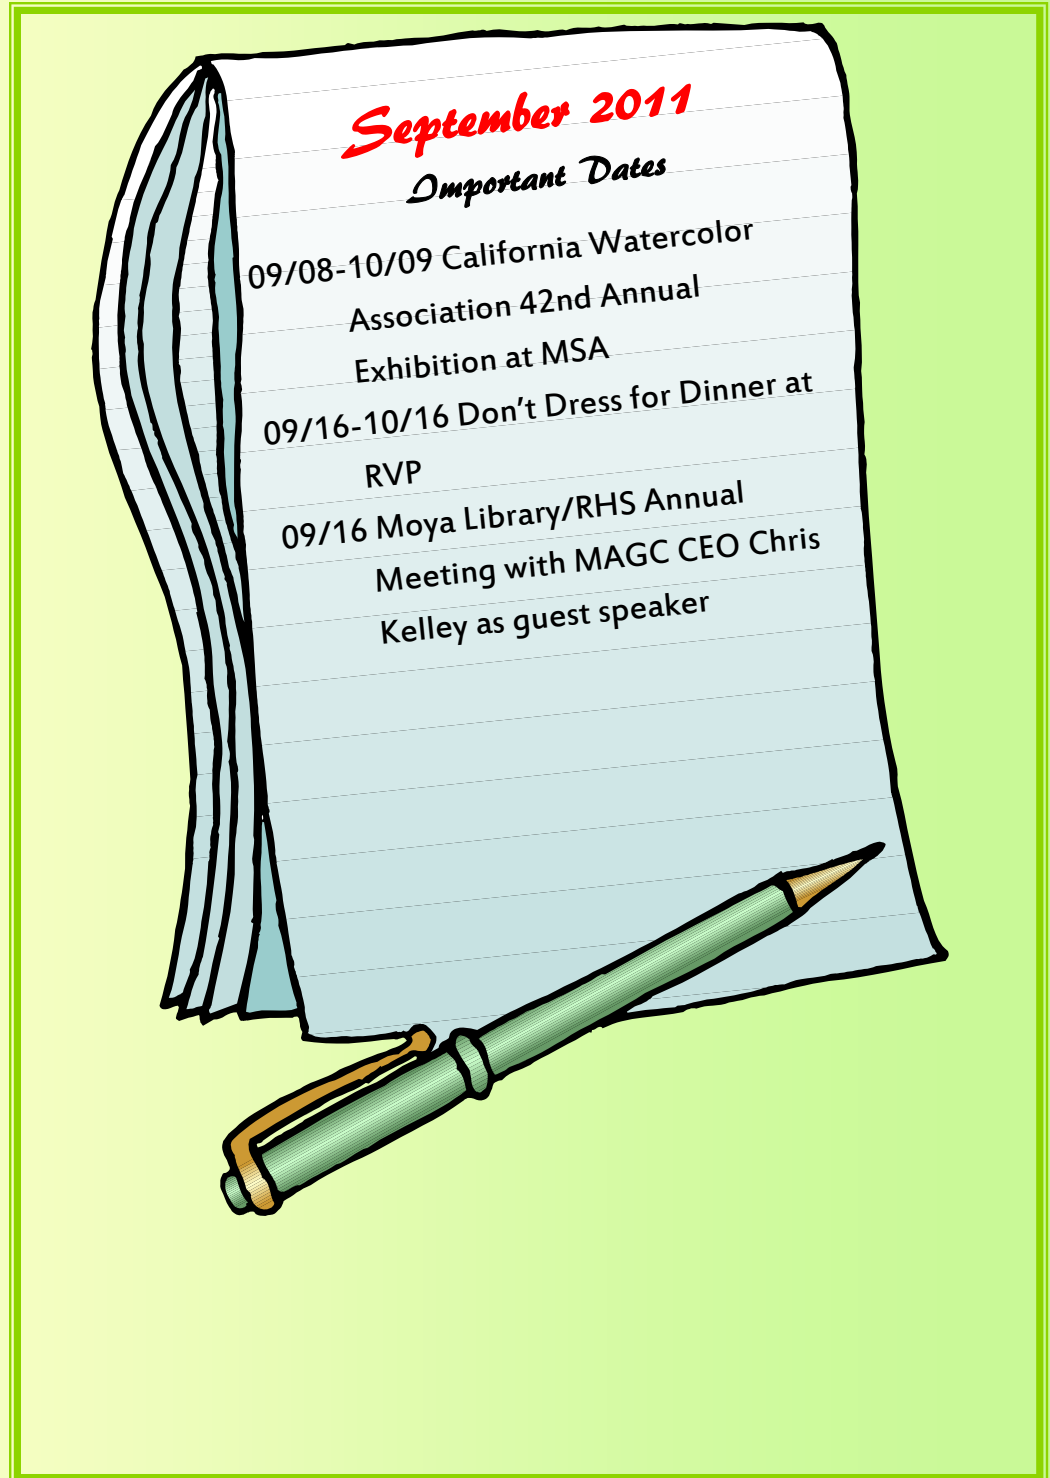 September 2011
Important Dates
09/08-10/09 California Watercolor
Association 42nd Annual
Exhibition at MSA
09/16-10/16 Don’t Dress for Dinner at
RVP
09/16 Moya Library/RHS Annual
Meeting with MAGC CEO Chris
Kelley as guest speaker